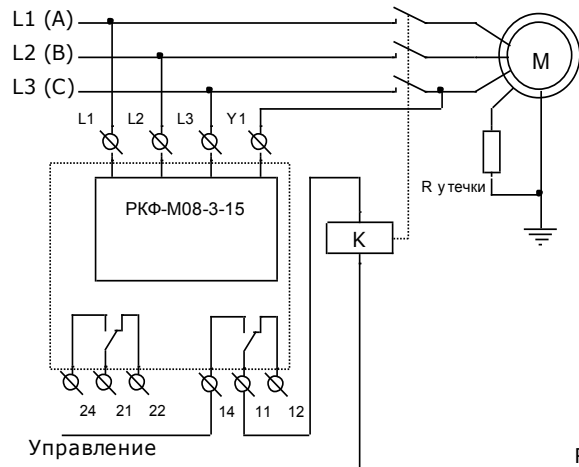 L1 (A)
L2 (B)
L3 (C)
M
L1 L2 L3 Y1
R утечки
РКФ-М08-3-15
K
24 21 22 14 11 12
Управление